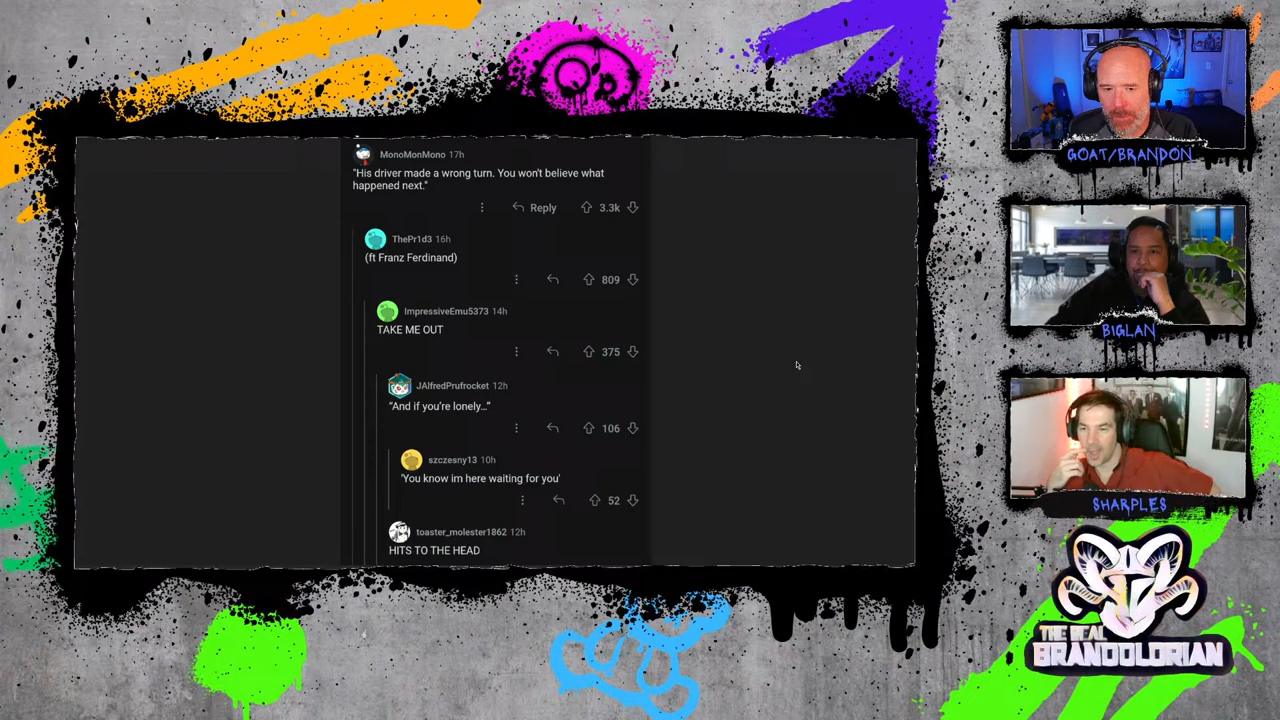 MonoMonMono 17h
"His driver made a wrong turn. You won't believe what
happened next."
Reply
3.3k
ThePr1d3 16h
(ft Franz Ferdinand)
809
ImpressiveEmu5373 14h
TAKE ME OUT
375
JAlfredPrufrocket 12h
"And if you're lonely…"
106
szczesny13 10h
'You know im here waiting for you'
52
toaster_molester1862 12h
HITS TO THE HEAD
GOAT/BRANDON
BIGLAN
SHARPLES
THE REAL
BRANDOLORIAN